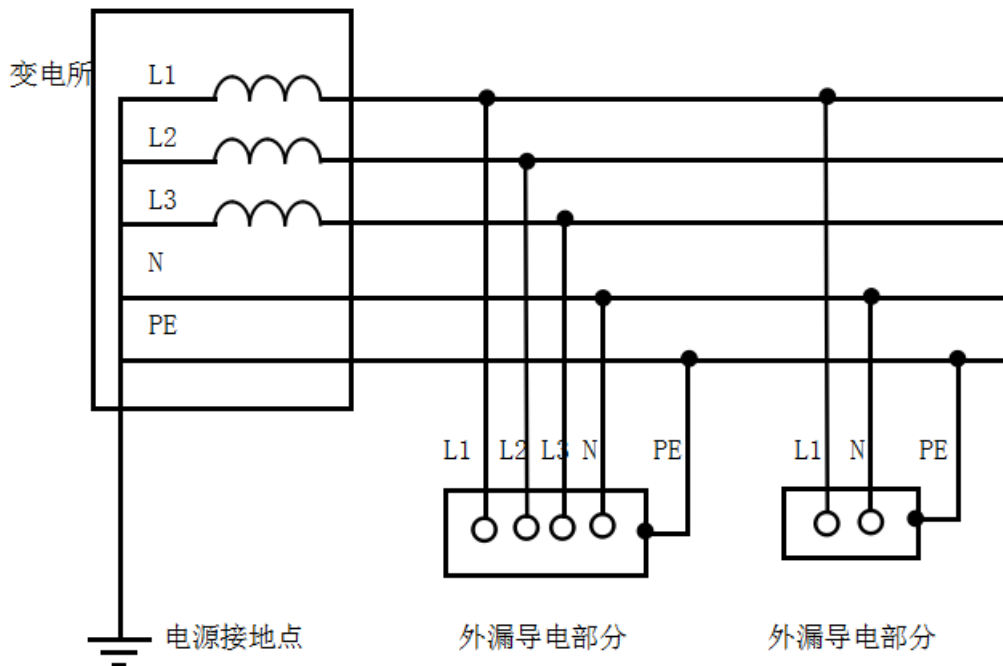 变电所
L1
L2
L3
N
PE
L1 L2 L3 N PE
L1 N PE
电源接地点
外漏导电部分
外漏导电部分